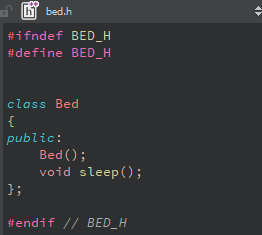 bed.h
#ifndef BED_H
#define BED_H
class Bed
{
public:
    Bed();
    void sleep();
};
#endif // BED_H